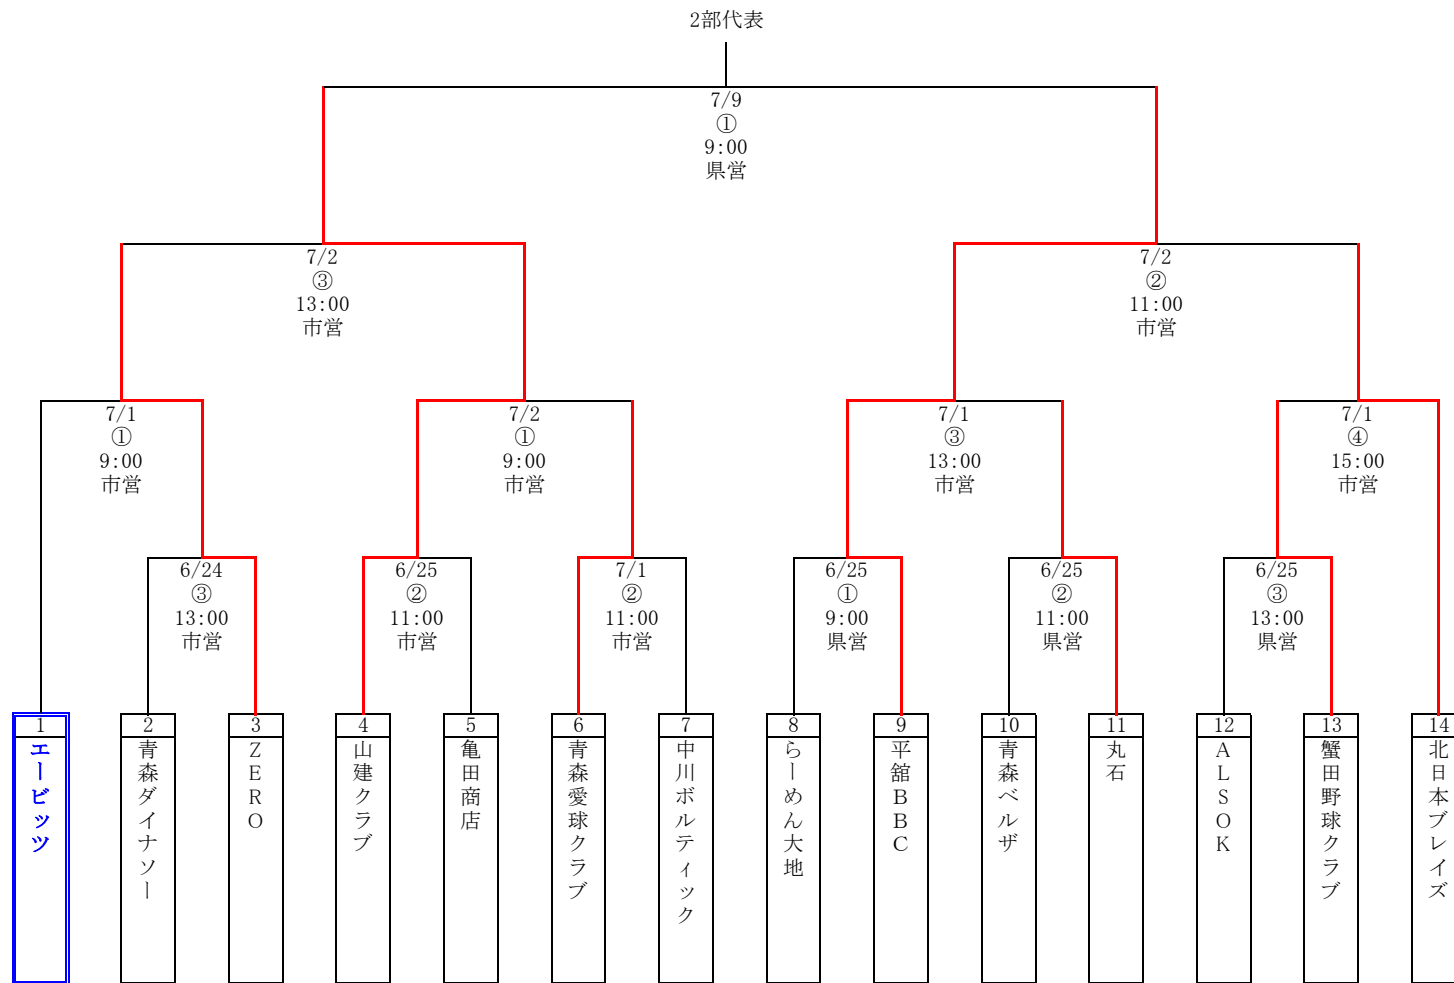 2部代表
7/9
①
9:00
県営
7/2
③
13:00
市営
7/2
②
11:00
市営
7/1
①
9:00
市営
7/2
①
9:00
市営
7/1
③
13:00
市営
7/1
④
15:00
市営
6/24
③
13:00
市営
6/25
②
11:00
市営
7/1
②
11:00
市営
6/25
①
9:00
県営
6/25
②
11:00
県営
6/25
③
13:00
県営
1
エービッツ
2
青森ダイナソー
3
ZERO
4
山建クラブ
5
亀田商店
6
青森愛球クラブ
7
中川ボルティック
8
らーめん大地
9
平舘BBC
10
青森ベルザ
11
丸石
12
ALSOK
13
蟹田野球クラブ
14
北日本ブレイズ